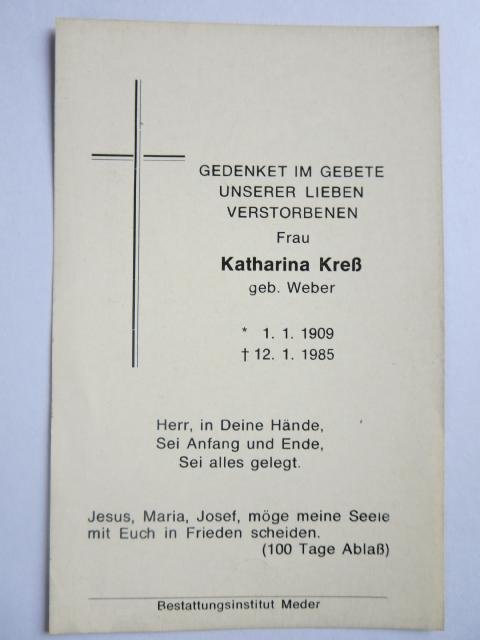 GEDENKET IM GEBETE
UNSERER LIEBEN
VERSTORBENEN
Frau
Katharina Kreß
geb. Weber
* 1. 1. 1909
† 12. 1. 1985
Herr, in Deine Hände,
Sei Anfang und Ende,
Sei alles gelegt.
Jesus, Maria, Josef, möge meine Seele
mit Euch in Frieden scheiden.
(100 Tage Ablaß)
Bestattungsinstitut Meder